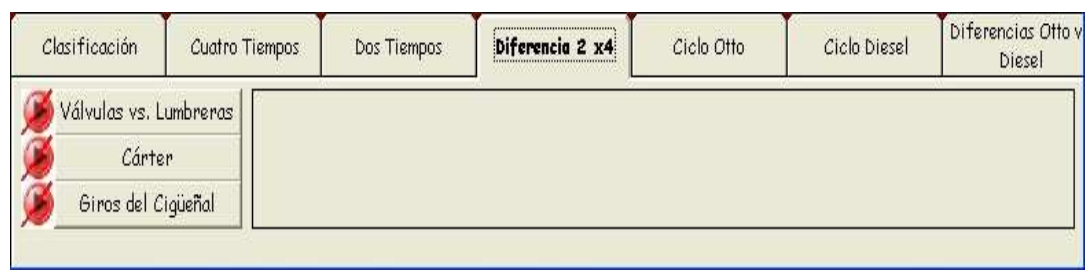 Clasificación
Cuatro Tiempos
Dos Tiempos
Diferencia 2 x4
Ciclo Otto
Ciclo Diesel
Diferencias Otto v
Diesel
Válvulas vs. Lumbreras
Cárter
Giros del Cigüeñal